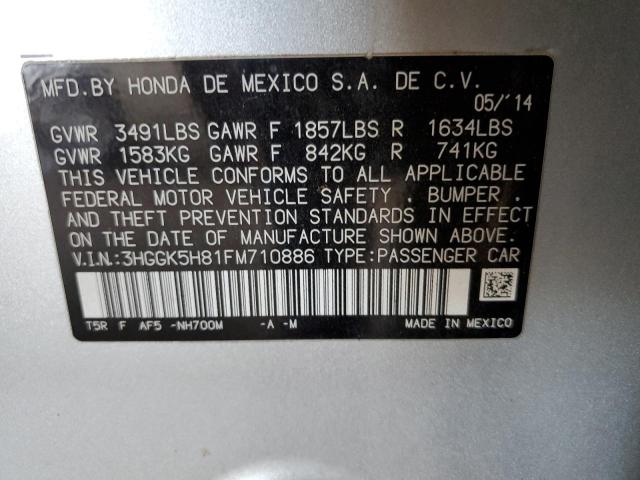 MFD.BY HONDA DE MEXICO S.A. DE C.V.
05/'14
GVWR 3491LBS GAWR F 1857LBS R 1634LBS
GVWR 1583KG GAWR F 842KG R 741KG
THIS VEHICLE CONFORMS TO ALL APPLICABLE
FEDERAL MOTOR VEHICLE SAFETY , BUMPER ,
AND THEFT PREVENTION STANDARDS IN EFFECT
ON THE DATE OF MANUFACTURE SHOWN ABOVE.
V.I.N.:3HGGK5H81FM710886 TYPE:PASSENGER CAR
T5R F AF5 -NH700M -A -M MADE IN MEXICO